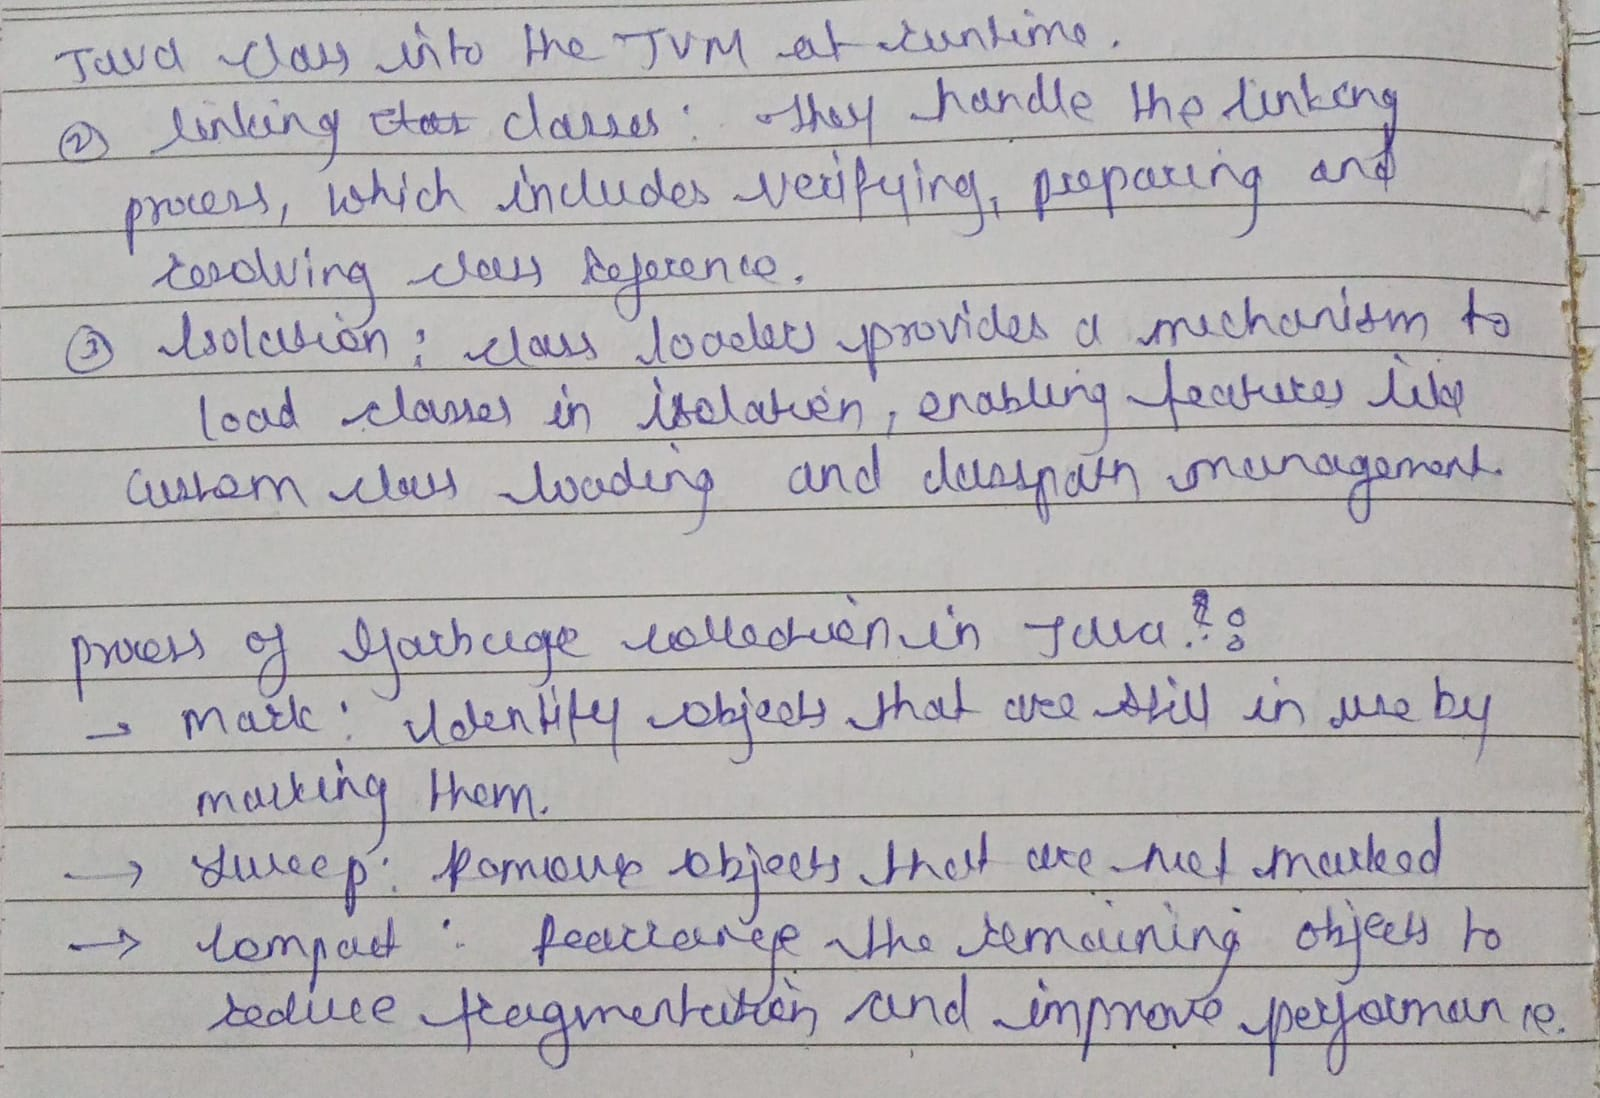 Java class into the JVM at runtime.
② linking classes: They handle the linking
process, which includes verifying, preparing and
resolving class reference.
③ Isolation: class loaders provides a mechanism to
load classes in isolation, enabling features like
custom class loading and classpath management.
process of Garbage collection in Java:
→ Mark: Identify objects that are still in use by
marking them.
→ Sweep: Remove objects that are not marked
→ Compact: Rearrange the remaining objects to
reduce fragmentation and improve performance.